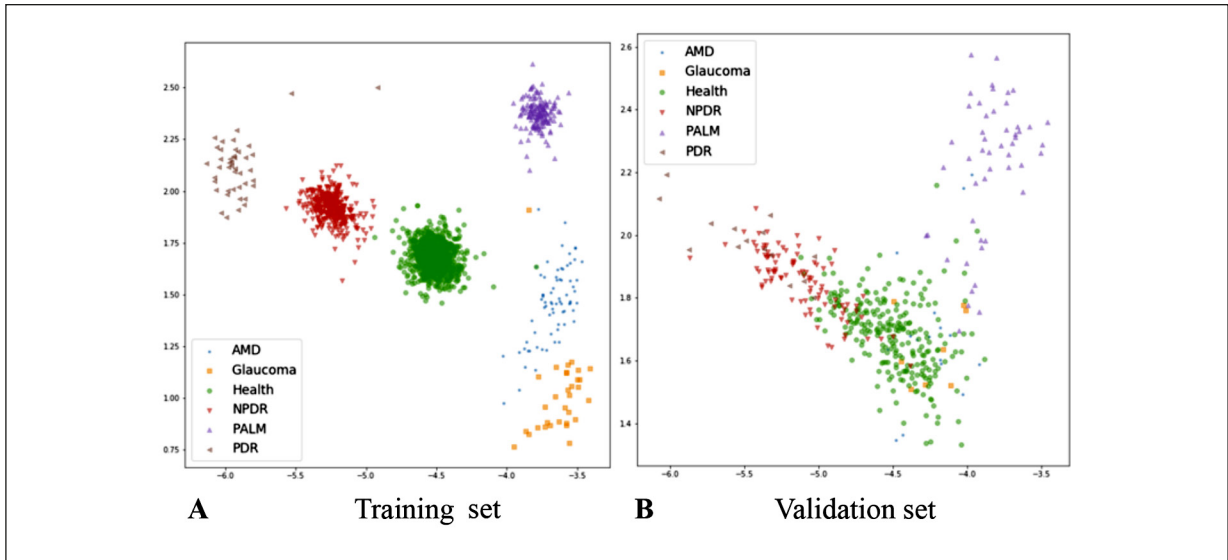 2.50
2.25
2.00
1.75
1.50
1.25
1.00
0.75
AMD
Glaucoma
Health
NPDR
PALM
PDR
−6.0 −5.5 −5.0 −4.5 −4.0 −3.5
A Training set
2.6
2.4
2.2
2.0
1.8
1.6
1.4
AMD
Glaucoma
Health
NPDR
PALM
PDR
−6.0 −5.5 −5.0 −4.5 −4.0 −3.5
B Validation set